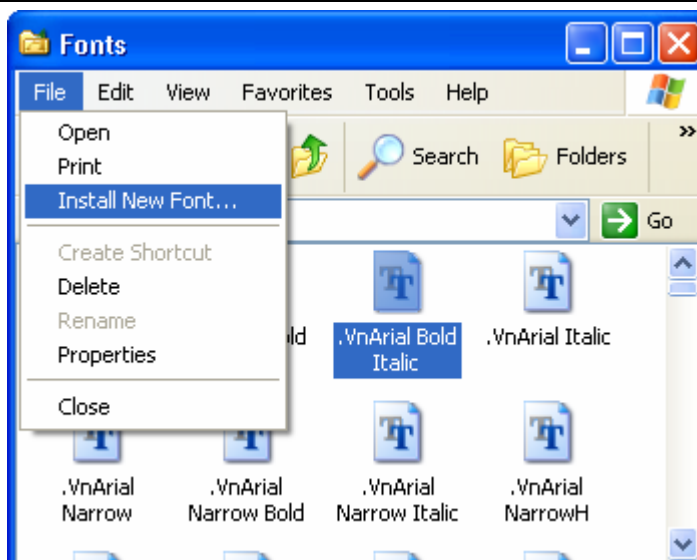 Fonts
File Edit View Favorites Tools Help
Open
Print
Install New Font...
Create Shortcut
Delete
Rename
Properties
Close
Search Folders »
Go
.VnArial Bold
Italic
.VnArial Italic
.VnArial
Narrow
.VnArial
Narrow Bold
.VnArial
Narrow Italic
.VnArial
NarrowH